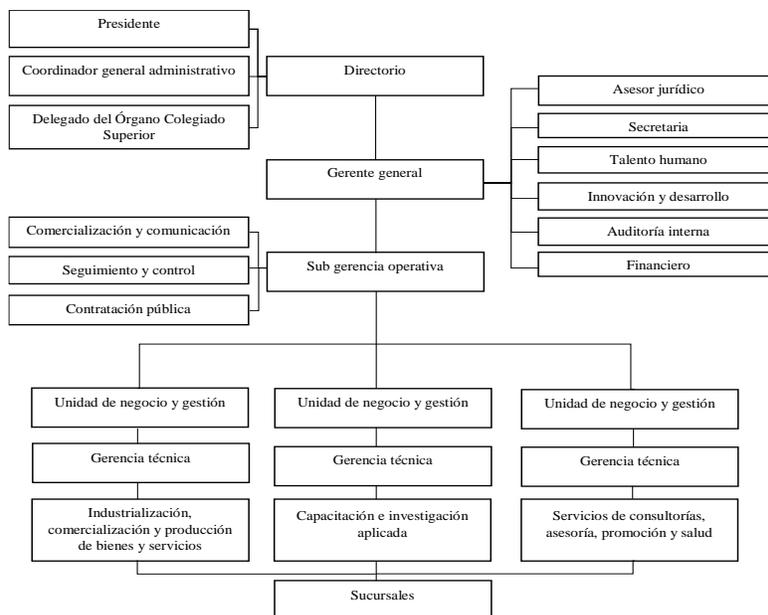 Presidente
Coordinador general administrativo
Directorio
Delegado del Órgano Colegiado
Superior
Asesor jurídico
Secretaria
Talento humano
Gerente general
Innovación y desarrollo
Auditoría interna
Financiero
Comercialización y comunicación
Seguimiento y control
Sub gerencia operativa
Contratación pública
Unidad de negocio y gestión
Unidad de negocio y gestión
Unidad de negocio y gestión
Gerencia técnica
Gerencia técnica
Gerencia técnica
Industrialización,
comercialización y producción
de bienes y servicios
Capacitación e investigación
aplicada
Servicios de consultorías,
asesoría, promoción y salud
Sucursales